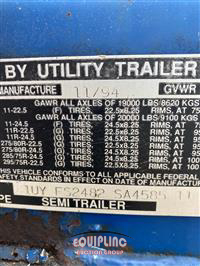 BY UTILITY TRAILER
MANUFACTURE 11/94 GVWR
GAWR ALL AXLES OF 19000 LBS/8620 KGS
11-22.5 (F) TIRES, 22.5x8.25 RIMS, AT 75
GAWR ALL AXLES OF 20000 LBS/9100 KGS
11-24.5 (F) TIRES, 24.5x8.25 RIMS, AT
11R-22.5 (G) TIRES, 22.5x8.25 RIMS, AT
11R-24.5 (G) TIRES, 24.5x8.25 RIMS, AT
275/80R-22.5 TIRES, 22.5x8.25 RIMS, AT
275/80R-24.5 TIRES, 24.5x8.25 RIMS, AT
285/75R-24.5 TIRES, 24.5x8.25 RIMS, AT 100
295/75R-22.5 TIRES, 22.5x8.25 RIMS, AT 100
THIS VEHICLE CONFORMS TO ALL APPLICABLE
SAFETY STANDARDS IN EFFECT ON DATE OF
1UY FS2482 SA4585 11
PE SEMI TRAILER
EQUIPLINC